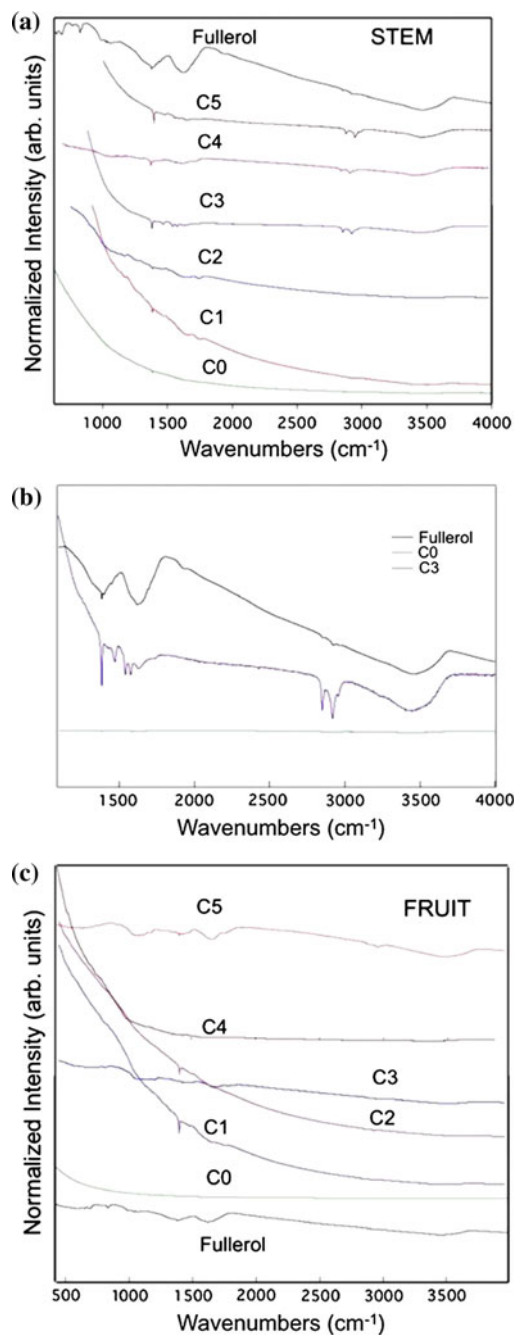 (a)
Fullerol
STEM
C5
C4
C3
C2
C1
C0
Normalized Intensity (arb. units)
1000 1500 2000 2500 3000 3500 4000
Wavenumbers (cm-1)
(b)
Fullerol
C0
C3
1500 2000 2500 3000 3500 4000
Wavenumbers (cm-1)
(c)
C5
FRUIT
C4
C3
C2
C1
C0
Fullerol
Normalized Intensity (arb. units)
500 1000 1500 2000 2500 3000 3500
Wavenumbers (cm-1)